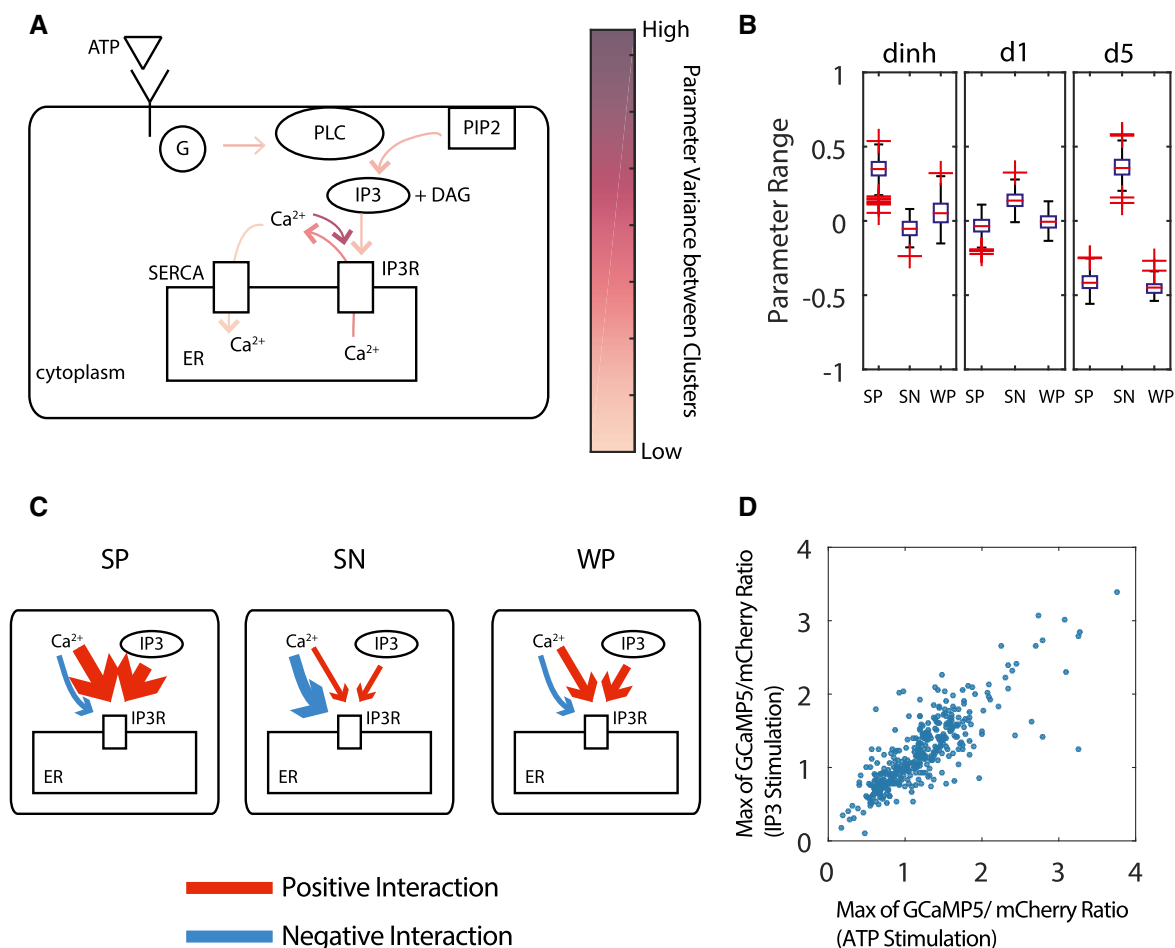 A
ATP
G
PLC
PIP2
IP3
+ DAG
Ca²⁺
SERCA
IP3R
Ca²⁺
Ca²⁺
ER
cytoplasm
High
Parameter Variance between Clusters
Low
B
dinh
d1
d5
Parameter Range
1
0.5
0
-0.5
-1
SP
SN
WP
SP
SN
WP
SP
SN
WP
C
SP
SN
WP
Ca²⁺
IP3
IP3R
ER
Ca²⁺
IP3
IP3R
ER
Ca²⁺
IP3
IP3R
ER
Positive Interaction
Negative Interaction
D
Max of GCaMP5/mCherry Ratio
(IP3 Stimulation)
4
3
2
1
0
0
1
2
3
4
Max of GCaMP5/ mCherry Ratio
(ATP Stimulation)